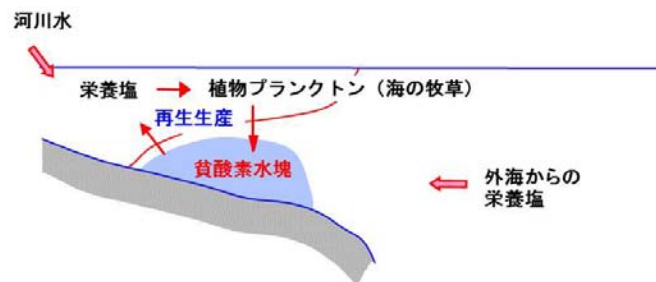 河川水
栄養塩
植物プランクトン（海の牧草）
再生生産
貧酸素水塊
外海からの
栄養塩